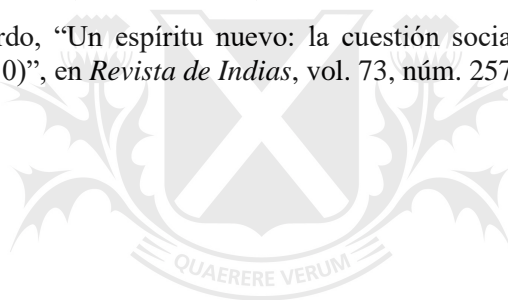 rdo, “Un espíritu nuevo: la cuestión socia
0)”, en Revista de Indias, vol. 73, núm. 257
QUAERERE VERUM